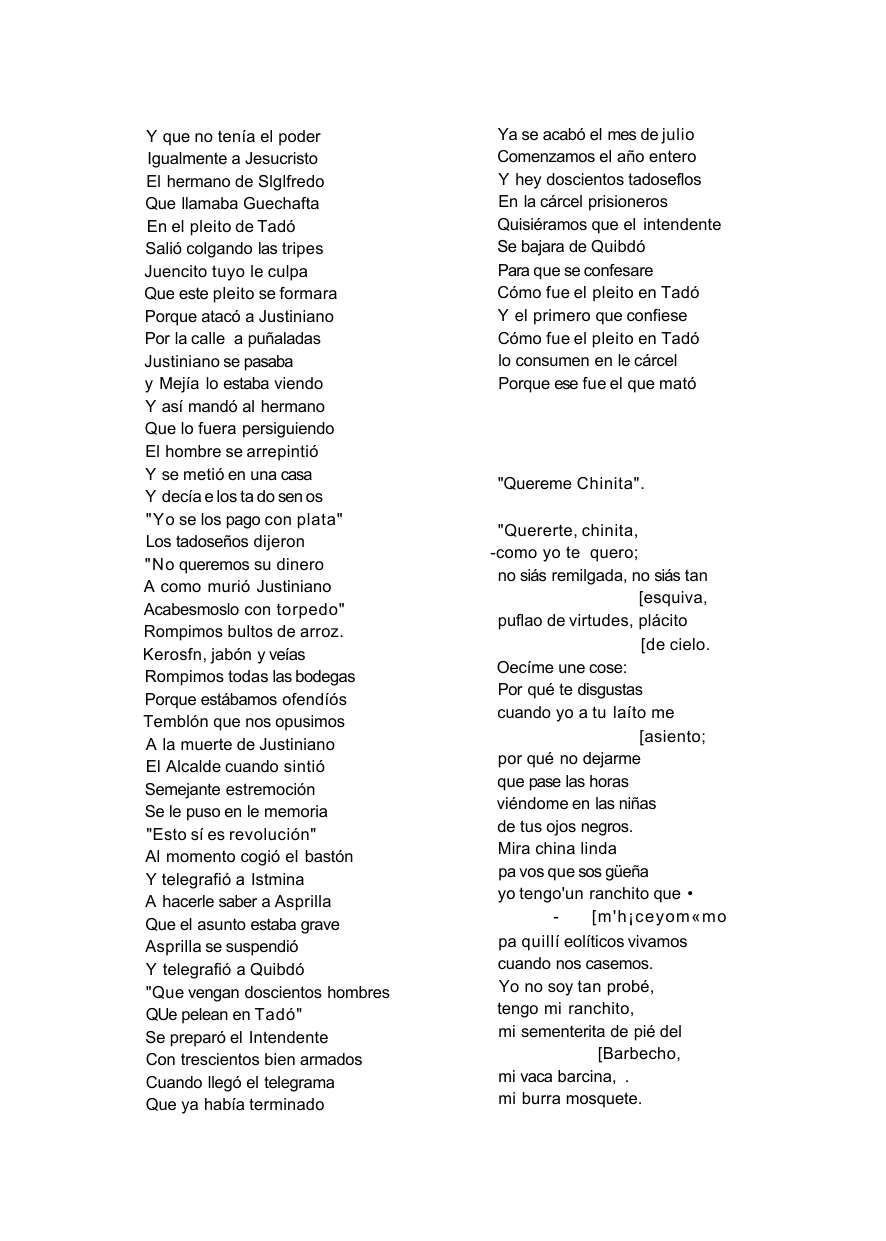 Y que no tenía el poder
Igualmente a Jesucristo
El hermano de Slglfredo
Que llamaba Guechafta
En el pleito de Tadó
Salió colgando las tripes
Juencito tuyo le culpa
Que este pleito se formara
Porque atacó a Justiniano
Por la calle a puñaladas
Justiniano se pasaba
y Mejía lo estaba viendo
Y así mandó al hermano
Que lo fuera persiguiendo
El hombre se arrepintió
Y se metió en una casa
Y decía e los ta do sen os
"Yo se los pago con plata"
Los tadoseños dijeron
"No queremos su dinero
A como murió Justiniano
Acabesmoslo con torpedo"
Rompimos bultos de arroz.
Kerosfn, jabón y veías
Rompimos todas las bodegas
Porque estábamos ofendíós
Temblón que nos opusimos
A la muerte de Justiniano
El Alcalde cuando sintió
Semejante estremoción
Se le puso en le memoria
"Esto sí es revolución"
Al momento cogió el bastón
Y telegrafió a Istmina
A hacerle saber a Asprilla
Que el asunto estaba grave
Asprilla se suspendió
Y telegrafió a Quibdó
"Que vengan doscientos hombres
QUe pelean en Tadó"
Se preparó el Intendente
Con trescientos bien armados
Cuando llegó el telegrama
Que ya había terminado
Ya se acabó el mes de julio
Comenzamos el año entero
Y hey doscientos tadoseflos
En la cárcel prisioneros
Quisiéramos que el intendente
Se bajara de Quibdó
Para que se confesare
Cómo fue el pleito en Tadó
Y el primero que confiese
Cómo fue el pleito en Tadó
lo consumen en le cárcel
Porque ese fue el que mató
"Quereme Chinita".
"Quererte, chinita,
-como yo te quero;
no siás remilgada, no siás tan
[esquiva,
puflao de virtudes, plácito
[de cielo.
Oecíme une cose:
Por qué te disgustas
cuando yo a tu laíto me
[asiento;
por qué no dejarme
que pase las horas
viéndome en las niñas
de tus ojos negros.
Mira china linda
pa vos que sos güeña
yo tengo'un ranchito que •
- [m'h¡ceyom«mo
pa quillí eolíticos vivamos
cuando nos casemos.
Yo no soy tan probé,
tengo mi ranchito,
mi sementerita de pié del
[Barbecho,
mi vaca barcina, .
mi burra mosquete.